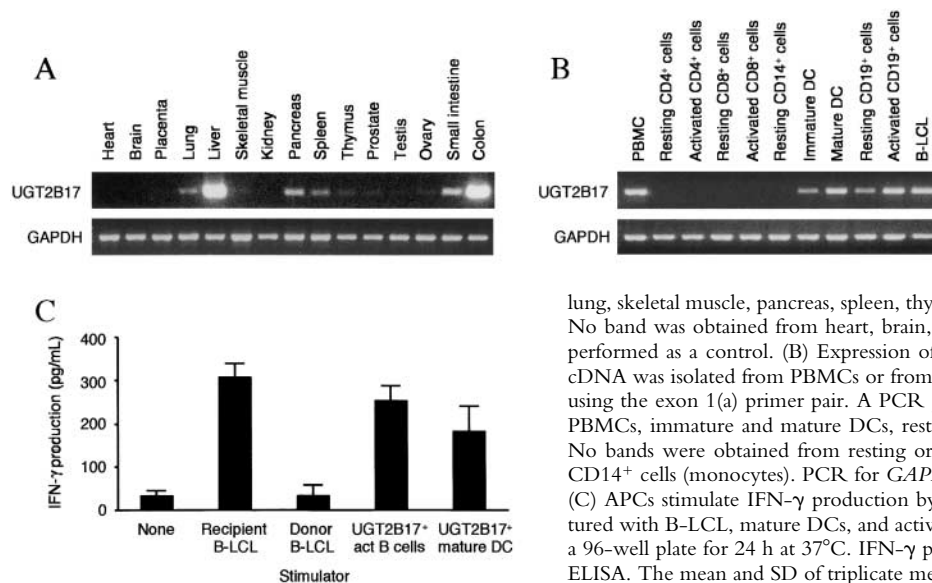 A
Heart
Brain
Placenta
Lung
Liver
Skeletal muscle
Kidney
Pancreas
Spleen
Thymus
Prostate
Testis
Ovary
Small intestine
Colon
UGT2B17
GAPDH
B
PBMC
Resting CD4⁺ cells
Activated CD4⁺ cells
Resting CD8⁺ cells
Activated CD8⁺ cells
Resting CD14⁺ cells
Immature DC
Mature DC
Resting CD19⁺ cells
Activated CD19⁺ cells
B-LCL
UGT2B17
GAPDH
C
IFN-γ production (pg/mL)
400
300
200
100
0
None
Recipient B-LCL
Donor B-LCL
UGT2B17⁺ act B cells
UGT2B17⁺ mature DC
Stimulator
lung, skeletal muscle, pancreas, spleen, thy
No band was obtained from heart, brain,
performed as a control. (B) Expression of
cDNA was isolated from PBMCs or from
using the exon 1(a) primer pair. A PCR
PBMCs, immature and mature DCs, rest
No bands were obtained from resting or
CD14⁺ cells (monocytes). PCR for GAP
(C) APCs stimulate IFN-γ production by
tured with B-LCL, mature DCs, and activ
a 96-well plate for 24 h at 37°C. IFN-γ p
ELISA. The mean and SD of triplicate me